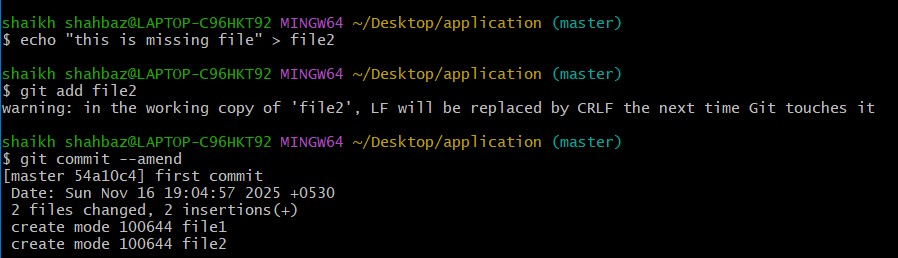 shaikh shahbaz@LAPTOP-C96HKT92 MINGW64 ~/Desktop/application (master)
$ echo "this is missing file" > file2
shaikh shahbaz@LAPTOP-C96HKT92 MINGW64 ~/Desktop/application (master)
$ git add file2
warning: in the working copy of 'file2', LF will be replaced by CRLF the next time Git touches it
shaikh shahbaz@LAPTOP-C96HKT92 MINGW64 ~/Desktop/application (master)
$ git commit --amend
[master 54a10c4] first commit
 Date: Sun Nov 16 19:04:57 2025 +0530
 2 files changed, 2 insertions(+)
 create mode 100644 file1
 create mode 100644 file2